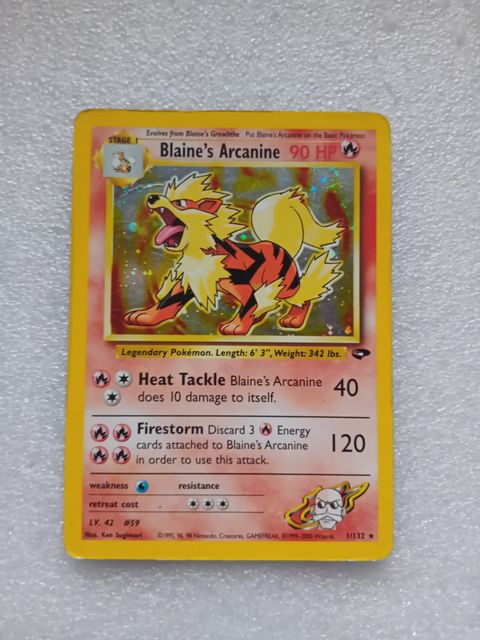 Evolves from Blaine's Growlithe Put Blaine's Arcanine on the Basic Pokémon
STAGE 1
Blaine's Arcanine 90 HP
Legendary Pokémon. Length: 6' 3", Weight: 342 lbs.
Heat Tackle Blaine's Arcanine 40
does 10 damage to itself.
Firestorm Discard 3 Energy
cards attached to Blaine's Arcanine 120
in order to use this attack.
weakness resistance
retreat cost
LV. 42 #59
Illus. Ken Sugimori ©1995, 96, 98 Nintendo, Creatures, GAMEFREAK. ©1999-2000 Wizards. 1/132 ★